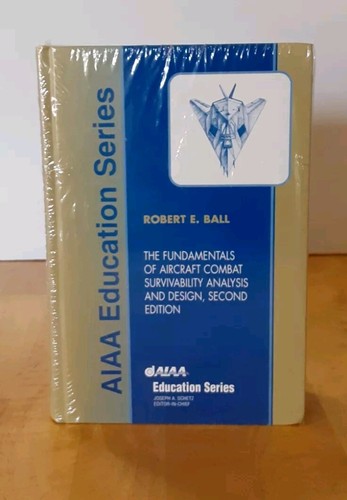 AIAA Education Series
ROBERT E. BALL
THE FUNDAMENTALS
OF AIRCRAFT COMBAT
SURVIVABILITY ANALYSIS
AND DESIGN, SECOND
EDITION
AIAA
Education Series
JOSEPH A. SCHETZ
EDITOR-IN-CHIEF